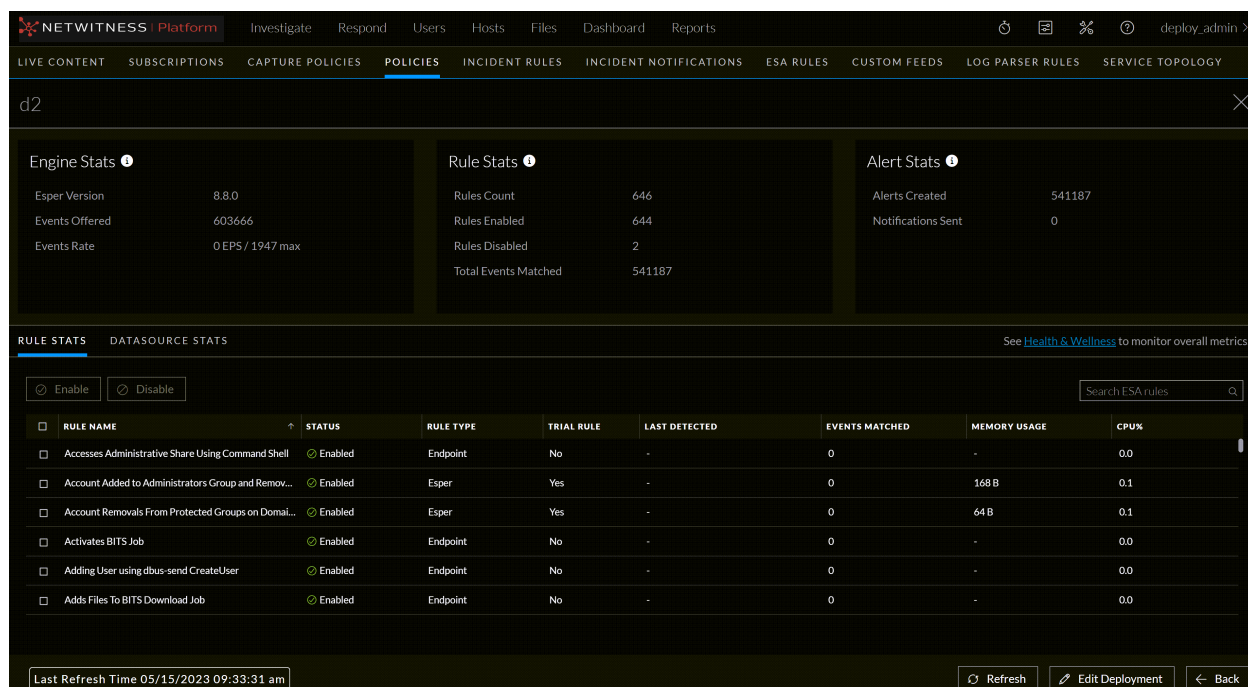 NETWITNESS Platform Investigate Respond Users Hosts Files Dashboard Reports deploy_admin
LIVE CONTENT SUBSCRIPTIONS CAPTURE POLICIES POLICIES INCIDENT RULES INCIDENT NOTIFICATIONS ESA RULES CUSTOM FEEDS LOG PARSER RULES SERVICE TOPOLOGY
d2
Engine Stats
Esper Version 8.8.0
Events Offered 603666
Events Rate 0 EPS / 1947 max
Rule Stats
Rules Count 646
Rules Enabled 644
Rules Disabled 2
Total Events Matched 541187
Alert Stats
Alerts Created 541187
Notifications Sent 0
RULE STATS DATASOURCE STATS See Health & Wellness to monitor overall metrics
Enable Disable Search ESA rules
RULE NAME STATUS RULE TYPE TRIAL RULE LAST DETECTED EVENTS MATCHED MEMORY USAGE CPU%
Accesses Administrative Share Using Command Shell Enabled Endpoint No - 0 - 0.0
Account Added to Administrators Group and Remov... Enabled Esper Yes - 0 168 B 0.1
Account Removals From Protected Groups on Domai... Enabled Esper Yes - 0 64 B 0.1
Activates BITS Job Enabled Endpoint No - 0 - 0.0
Adding User using dbus-send CreateUser Enabled Endpoint No - 0 - 0.0
Adds Files To BITS Download Job Enabled Endpoint No - 0 - 0.0
Last Refresh Time 05/15/2023 09:33:31 am Refresh Edit Deployment Back